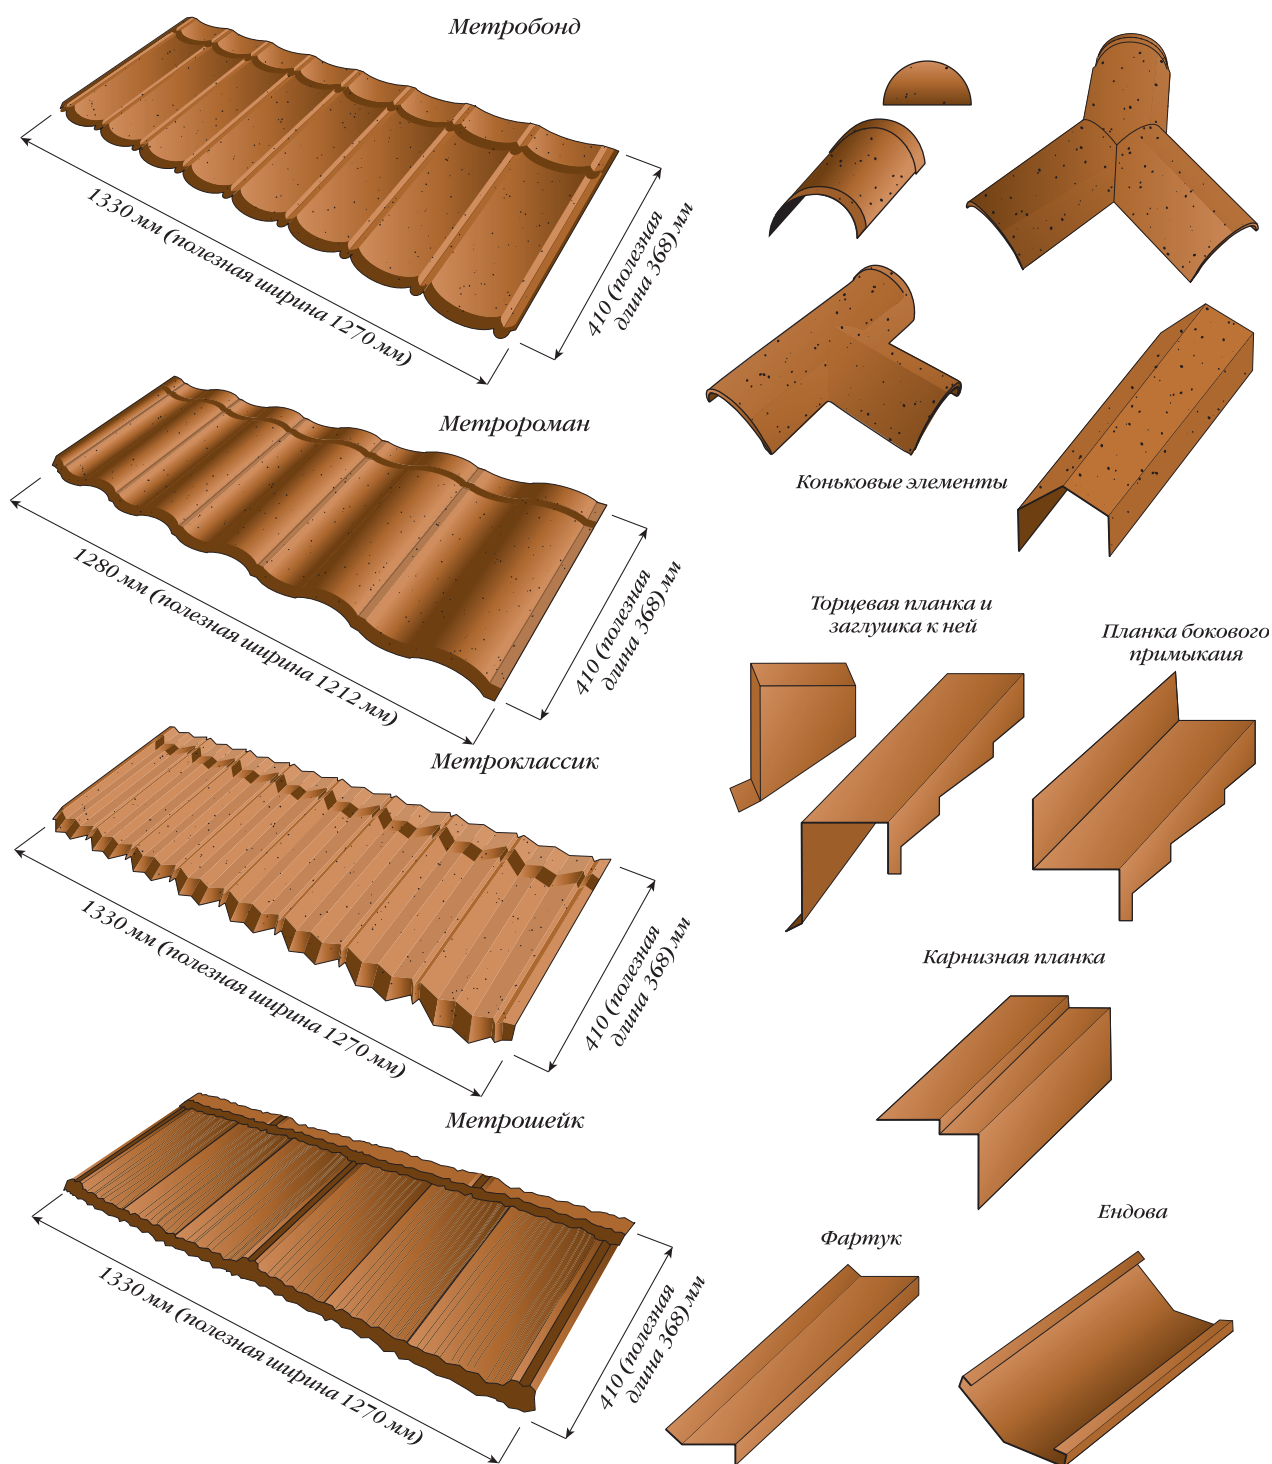 Метробонд
1330 мм (полезная ширина 1270 мм)
410 (полезная
длина 368) мм
Метророман
1280 мм (полезная ширина 1212 мм)
410 (полезная
длина 368) мм
Метроклассик
1330 мм (полезная ширина 1270 мм)
410 (полезная
длина 368) мм
Метрошейк
1330 мм (полезная ширина 1270 мм)
410 (полезная
длина 368) мм
Коньковые элементы
Торцевая планка и
заглушка к ней
Планка бокового
примыкаия
Карнизная планка
Фартук
Ендова